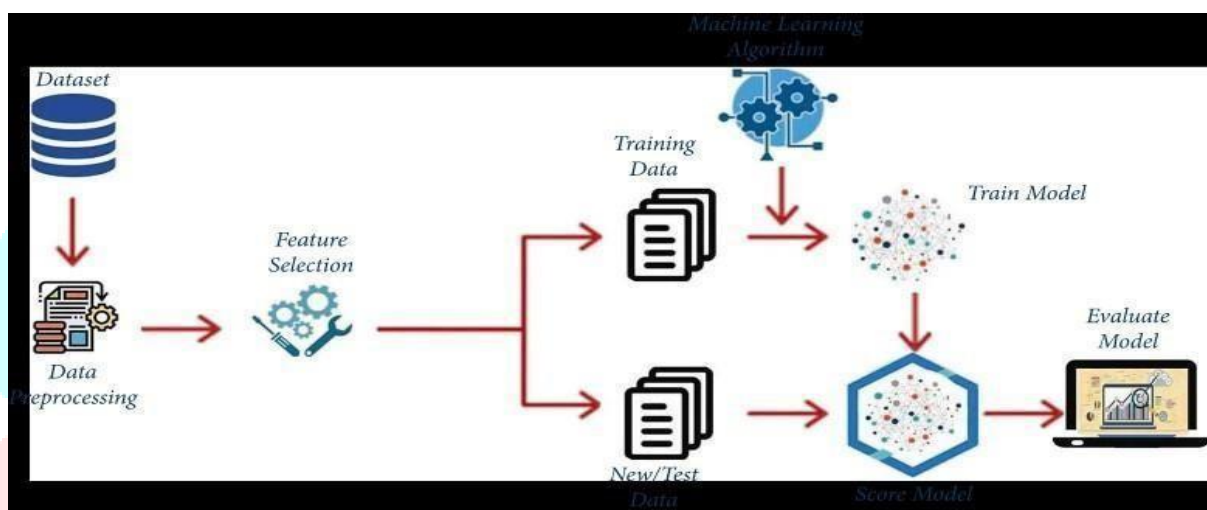 Machine Learning
Algorithm
Dataset
Training
Data
Train Model
Feature
Selection
Evaluate
Model
Data
Preprocessing
New/Test
Data
Score Model